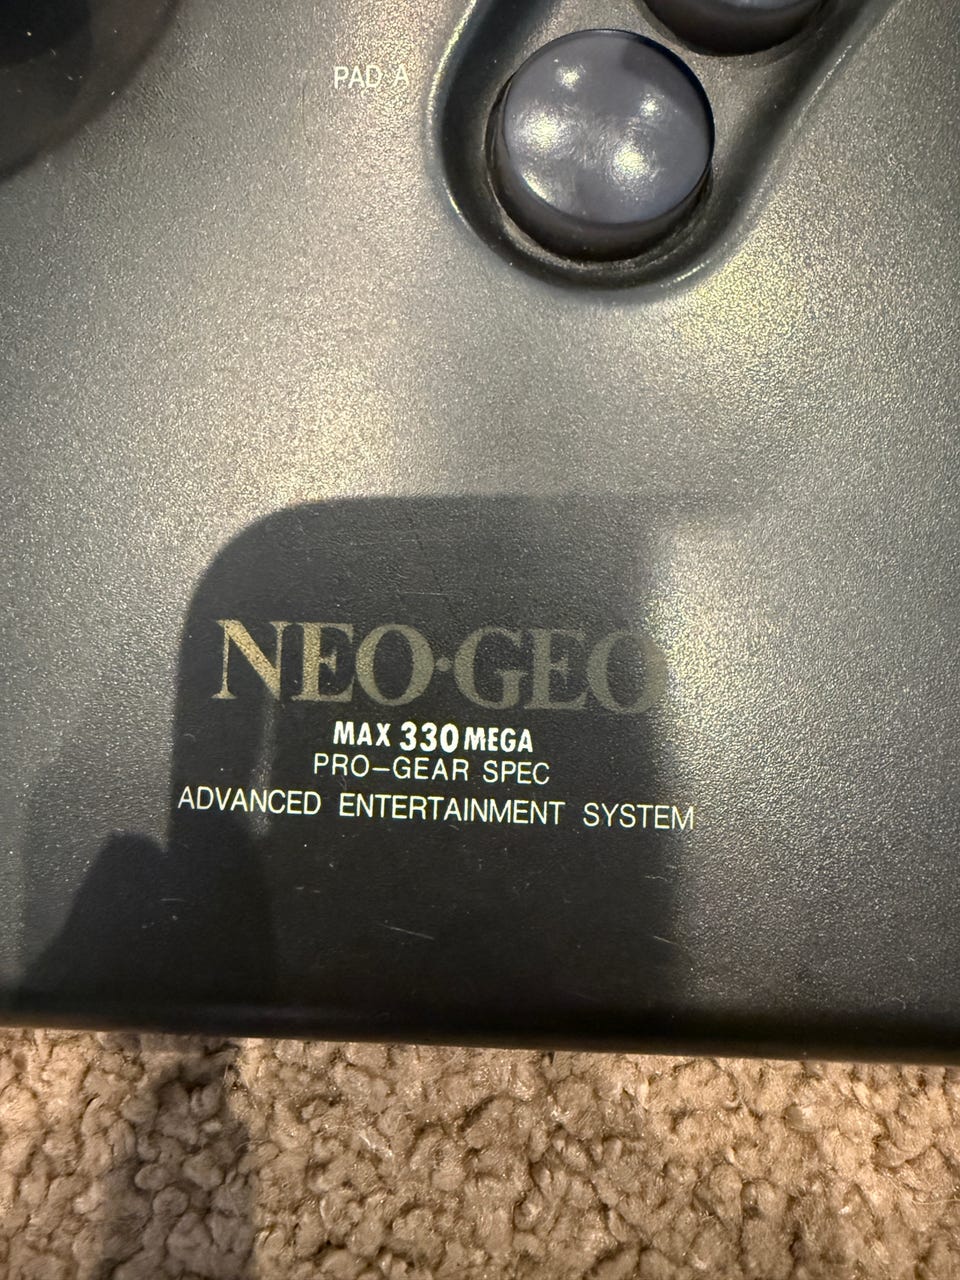 PAD A
NEO·GEO
MAX 330 MEGA
PRO-GEAR SPEC
ADVANCED ENTERTAINMENT SYSTEM